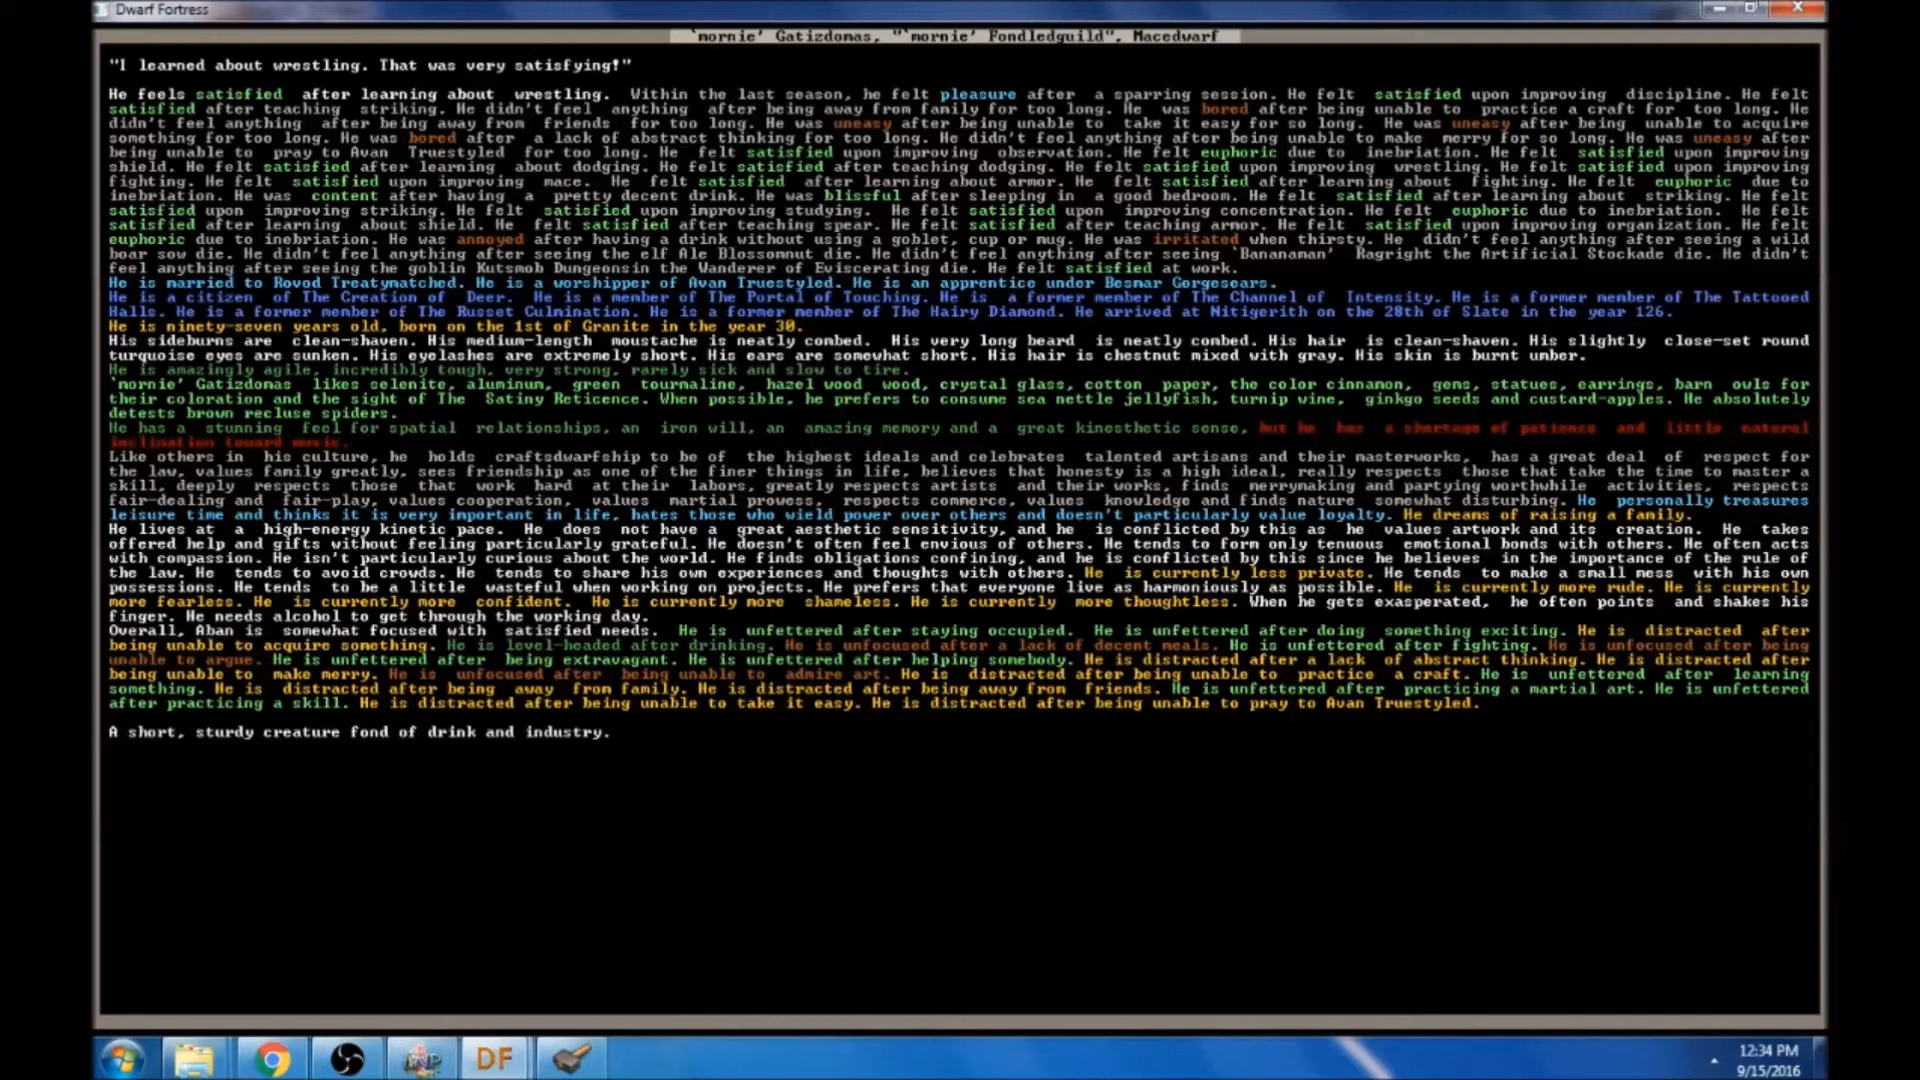 Dwarf Fortress
`mornie' Gatizdomas, "`mornie' Fondledguild", Macedwarf
"I learned about wrestling. That was very satisfying!"
He feels satisfied after learning about wrestling. Within the last season, he felt pleasure after a sparring session. He felt satisfied upon improving discipline. He felt
satisfied after teaching striking. He didn't feel anything after being away from family for too long. He was bored after being unable to practice a craft for too long. He
didn't feel anything after being away from friends for too long. He was uneasy after being unable to take it easy for so long. He was uneasy after being unable to acquire
something for too long. He was bored after a lack of abstract thinking for too long. He didn't feel anything after being unable to make merry for so long. He was uneasy after
being unable to pray to Avan Truestyled for too long. He felt satisfied upon improving observation. He felt euphoric due to inebriation. He felt satisfied upon improving
shield. He felt satisfied after learning about dodging. He felt satisfied after teaching dodging. He felt satisfied upon improving wrestling. He felt satisfied upon improving
fighting. He felt satisfied upon improving mace. He felt satisfied after learning about armor. He felt satisfied after learning about fighting. He felt euphoric due to
inebriation. He was content after having a pretty decent drink. He was blissful after sleeping in a good bedroom. He felt satisfied after learning about striking. He felt
satisfied upon improving striking. He felt satisfied upon improving studying. He felt satisfied upon improving concentration. He felt euphoric due to inebriation. He felt
satisfied after learning about shield. He felt satisfied after teaching spear. He felt satisfied after teaching armor. He felt satisfied upon improving organization. He felt
euphoric due to inebriation. He was annoyed after having a drink without using a goblet, cup or mug. He was irritated when thirsty. He didn't feel anything after seeing a wild
boar sow die. He didn't feel anything after seeing the elf Ale Blossomnut die. He didn't feel anything after seeing `Bananaman' Ragright the Artificial Stockade die. He didn't
feel anything after seeing the goblin Kutsmob Dungeonsin the Wanderer of Eviscerating die. He felt satisfied at work.
He is married to Rovod Treatymatched. He is a worshipper of Avan Truestyled. He is an apprentice under Besmar Gorgesears.
He is a citizen of The Creation of Deer. He is a member of The Portal of Touching. He is a former member of The Channel of Intensity. He is a former member of The Tattooed
Halls. He is a former member of The Russet Culmination. He is a former member of The Hairy Diamond. He arrived at Nitigerith on the 28th of Slate in the year 126.
He is ninety-seven years old, born on the 1st of Granite in the year 30.
His sideburns are clean-shaven. His medium-length moustache is neatly combed. His very long beard is neatly combed. His hair is clean-shaven. His slightly close-set round
turquoise eyes are sunken. His eyelashes are extremely short. His ears are somewhat short. His hair is chestnut mixed with gray. His skin is burnt umber.
He is amazingly agile, incredibly tough, very strong, rarely sick and slow to tire.
`mornie' Gatizdomas likes selenite, aluminum, green tourmaline, hazel wood wood, crystal glass, cotton paper, the color cinnamon, gems, statues, earrings, barn owls for
their coloration and the sight of The Satiny Reticence. When possible, he prefers to consume sea nettle jellyfish, turnip wine, ginkgo seeds and custard-apples. He absolutely
detests brown recluse spiders.
He has a stunning feel for spatial relationships, an iron will, an amazing memory and a great kinesthetic sense, but he has a shortage of patience and little natural
inclination toward music.
Like others in his culture, he holds craftsdwarfship to be of the highest ideals and celebrates talented artisans and their masterworks, has a great deal of respect for
the law, values family greatly, sees friendship as one of the finer things in life, believes that honesty is a high ideal, really respects those that take the time to master a
skill, deeply respects those that work hard at their labors, greatly respects artists and their works, finds merrymaking and partying worthwhile activities, respects
fair-dealing and fair-play, values cooperation, values martial prowess, respects commerce, values knowledge and finds nature somewhat disturbing. He personally treasures
leisure time and thinks it is very important in life, hates those who wield power over others and doesn't particularly value loyalty. He dreams of raising a family.
He lives at a high-energy kinetic pace. He does not have a great aesthetic sensitivity, and he is conflicted by this as he values artwork and its creation. He takes
offered help and gifts without feeling particularly grateful. He doesn't often feel envious of others. He tends to form only tenuous emotional bonds with others. He often acts
with compassion. He isn't particularly curious about the world. He finds obligations confining, and he is conflicted by this since he believes in the importance of the rule of
the law. He tends to avoid crowds. He tends to share his own experiences and thoughts with others. He is currently less private. He tends to make a small mess with his own
possessions. He tends to be a little wasteful when working on projects. He prefers that everyone live as harmoniously as possible. He is currently more rude. He is currently
more fearless. He is currently more confident. He is currently more shameless. He is currently more thoughtless. When he gets exasperated, he often points and shakes his
finger. He needs alcohol to get through the working day.
Overall, Aban is somewhat focused with satisfied needs. He is unfettered after staying occupied. He is unfettered after doing something exciting. He is distracted after
being unable to acquire something. He is level-headed after drinking. He is unfocused after a lack of decent meals. He is unfettered after fighting. He is unfocused after being
unable to argue. He is unfettered after being extravagant. He is unfettered after helping somebody. He is distracted after a lack of abstract thinking. He is distracted after
being unable to make merry. He is unfocused after being unable to admire art. He is distracted after being unable to practice a craft. He is unfettered after learning
something. He is distracted after being away from family. He is distracted after being away from friends. He is unfettered after practicing a martial art. He is unfettered
after practicing a skill. He is distracted after being unable to take it easy. He is distracted after being unable to pray to Avan Truestyled.
A short, sturdy creature fond of drink and industry.
DF
12:34 PM
9/15/2016